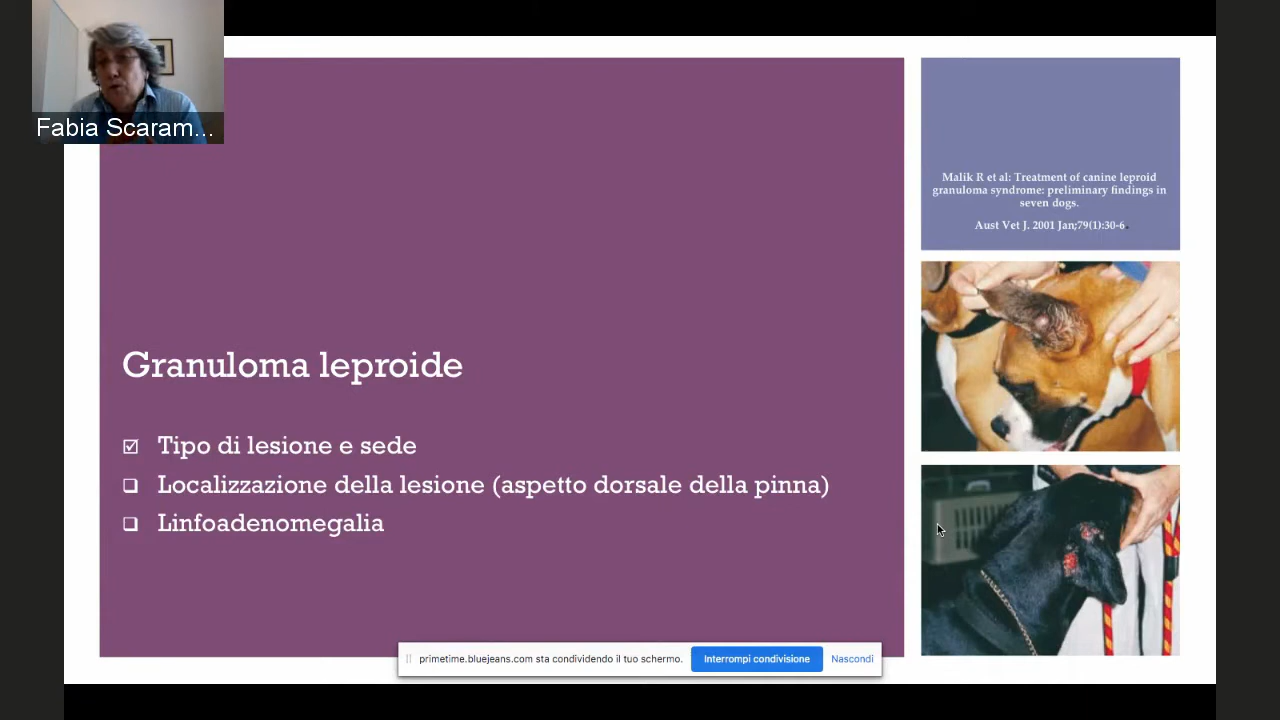 Fabia Scaram...
Malik R et al: Treatment of canine leproid
granuloma syndrome: preliminary findings in
seven dogs.
Aust Vet J. 2001 Jan;79(1):30-6.
Granuloma leproide
Tipo di lesione e sede
Localizzazione della lesione (aspetto dorsale della pinna)
Linfoadenomegalia
primetime.bluejeans.com sta condividendo il tuo schermo. Interrompi condivisione Nascondi